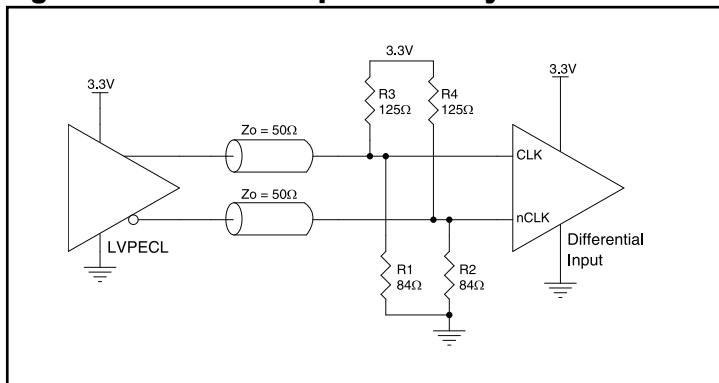 3.3V
3.3V
3.3V
R3
125Ω
R4
125Ω
Zo = 50Ω
CLK
Zo = 50Ω
nCLK
LVPECL
Differential
Input
R1
84Ω
R2
84Ω